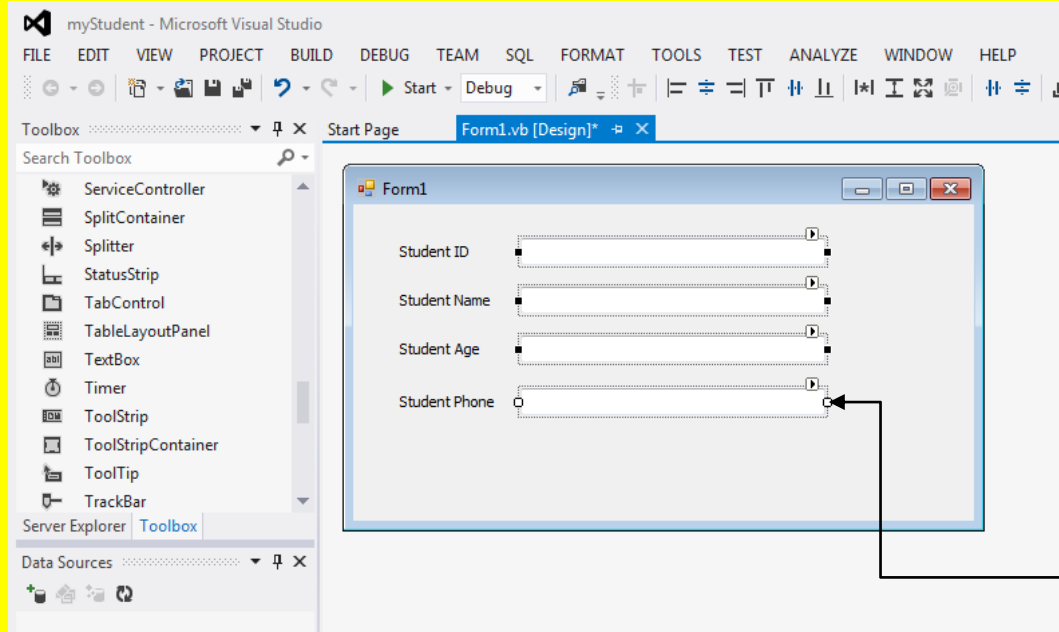 myStudent - Microsoft Visual Studio
FILE EDIT VIEW PROJECT BUILD DEBUG TEAM SQL FORMAT TOOLS TEST ANALYZE WINDOW HELP
Start Debug
Toolbox
Start Page
Form1.vb [Design]*
Search Toolbox
ServiceController
SplitContainer
Splitter
StatusStrip
TabControl
TableLayoutPanel
TextBox
Timer
ToolStrip
ToolStripContainer
ToolTip
TrackBar
Server Explorer Toolbox
Data Sources
Form1
Student ID
Student Name
Student Age
Student Phone